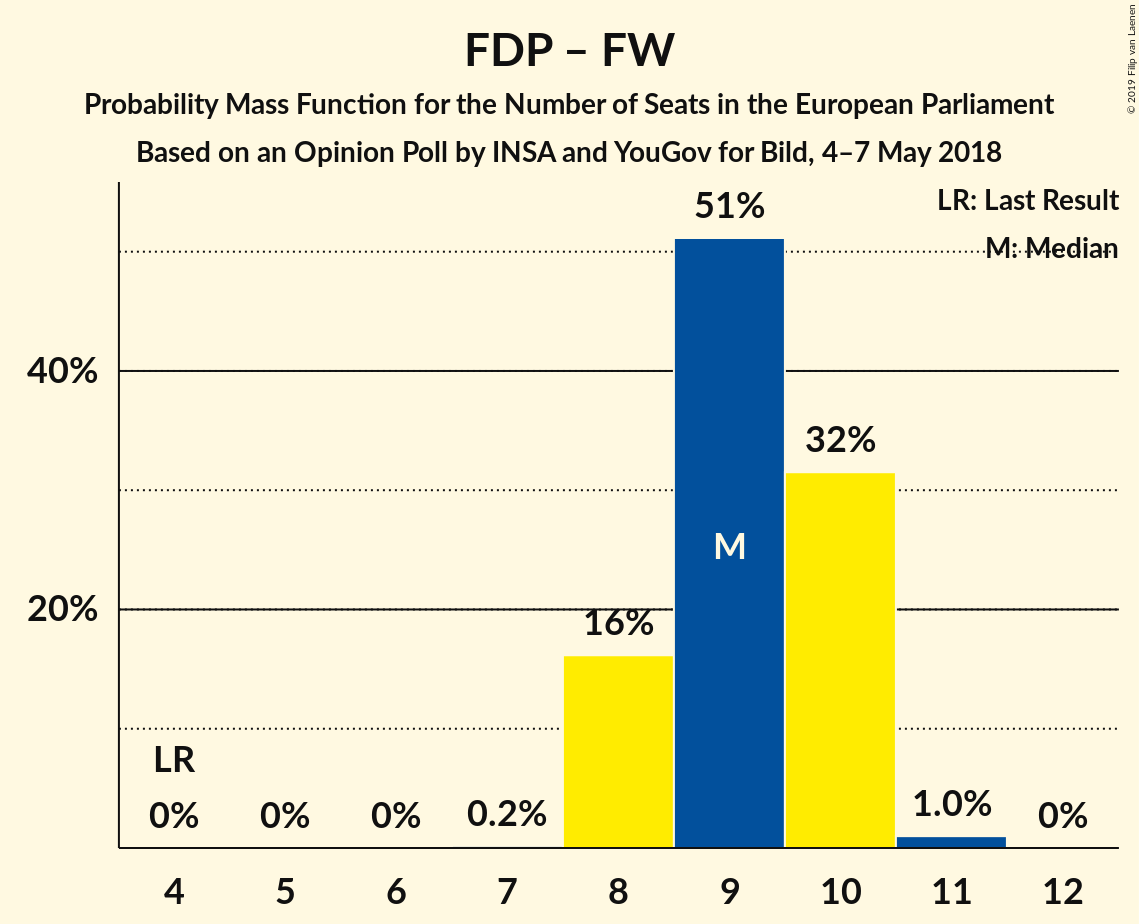 FDP – FW
Probability Mass Function for the Number of Seats in the European Parliament
Based on an Opinion Poll by INSA and YouGov for Bild, 4–7 May 2018
© 2019 Filip van Laenen
LR: Last Result
M: Median
51%
40%
32%
M
20%
16%
LR
0%
0%
0%
0.2%
1.0%
0%
4
5
6
7
8
9
10
11
12